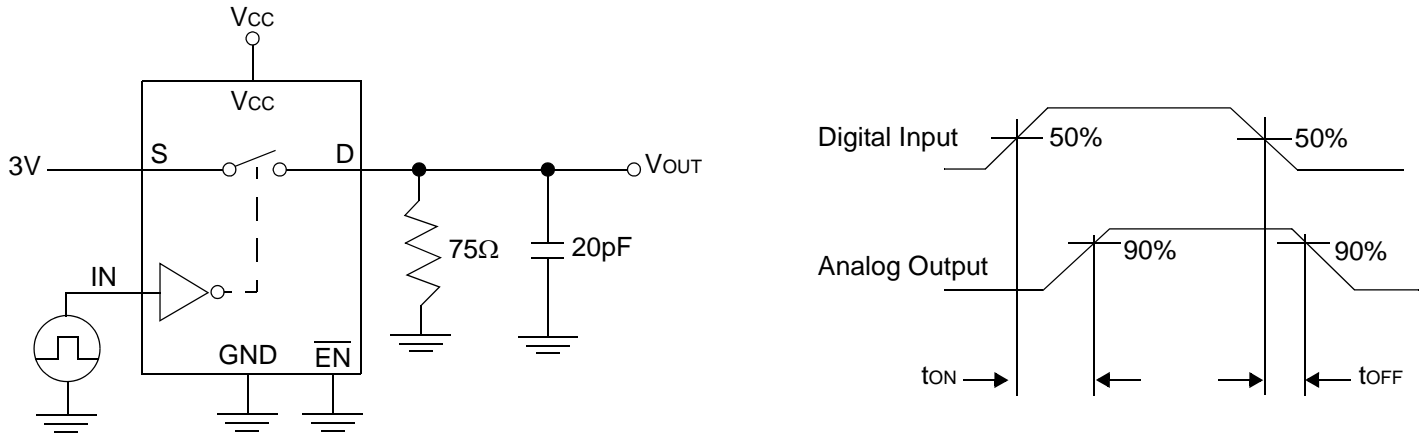 VCC
VCC
3V
S
D
VOUT
75Ω
20pF
IN
GND
EN
Digital Input
50%
50%
Analog Output
90%
90%
tON
tOFF